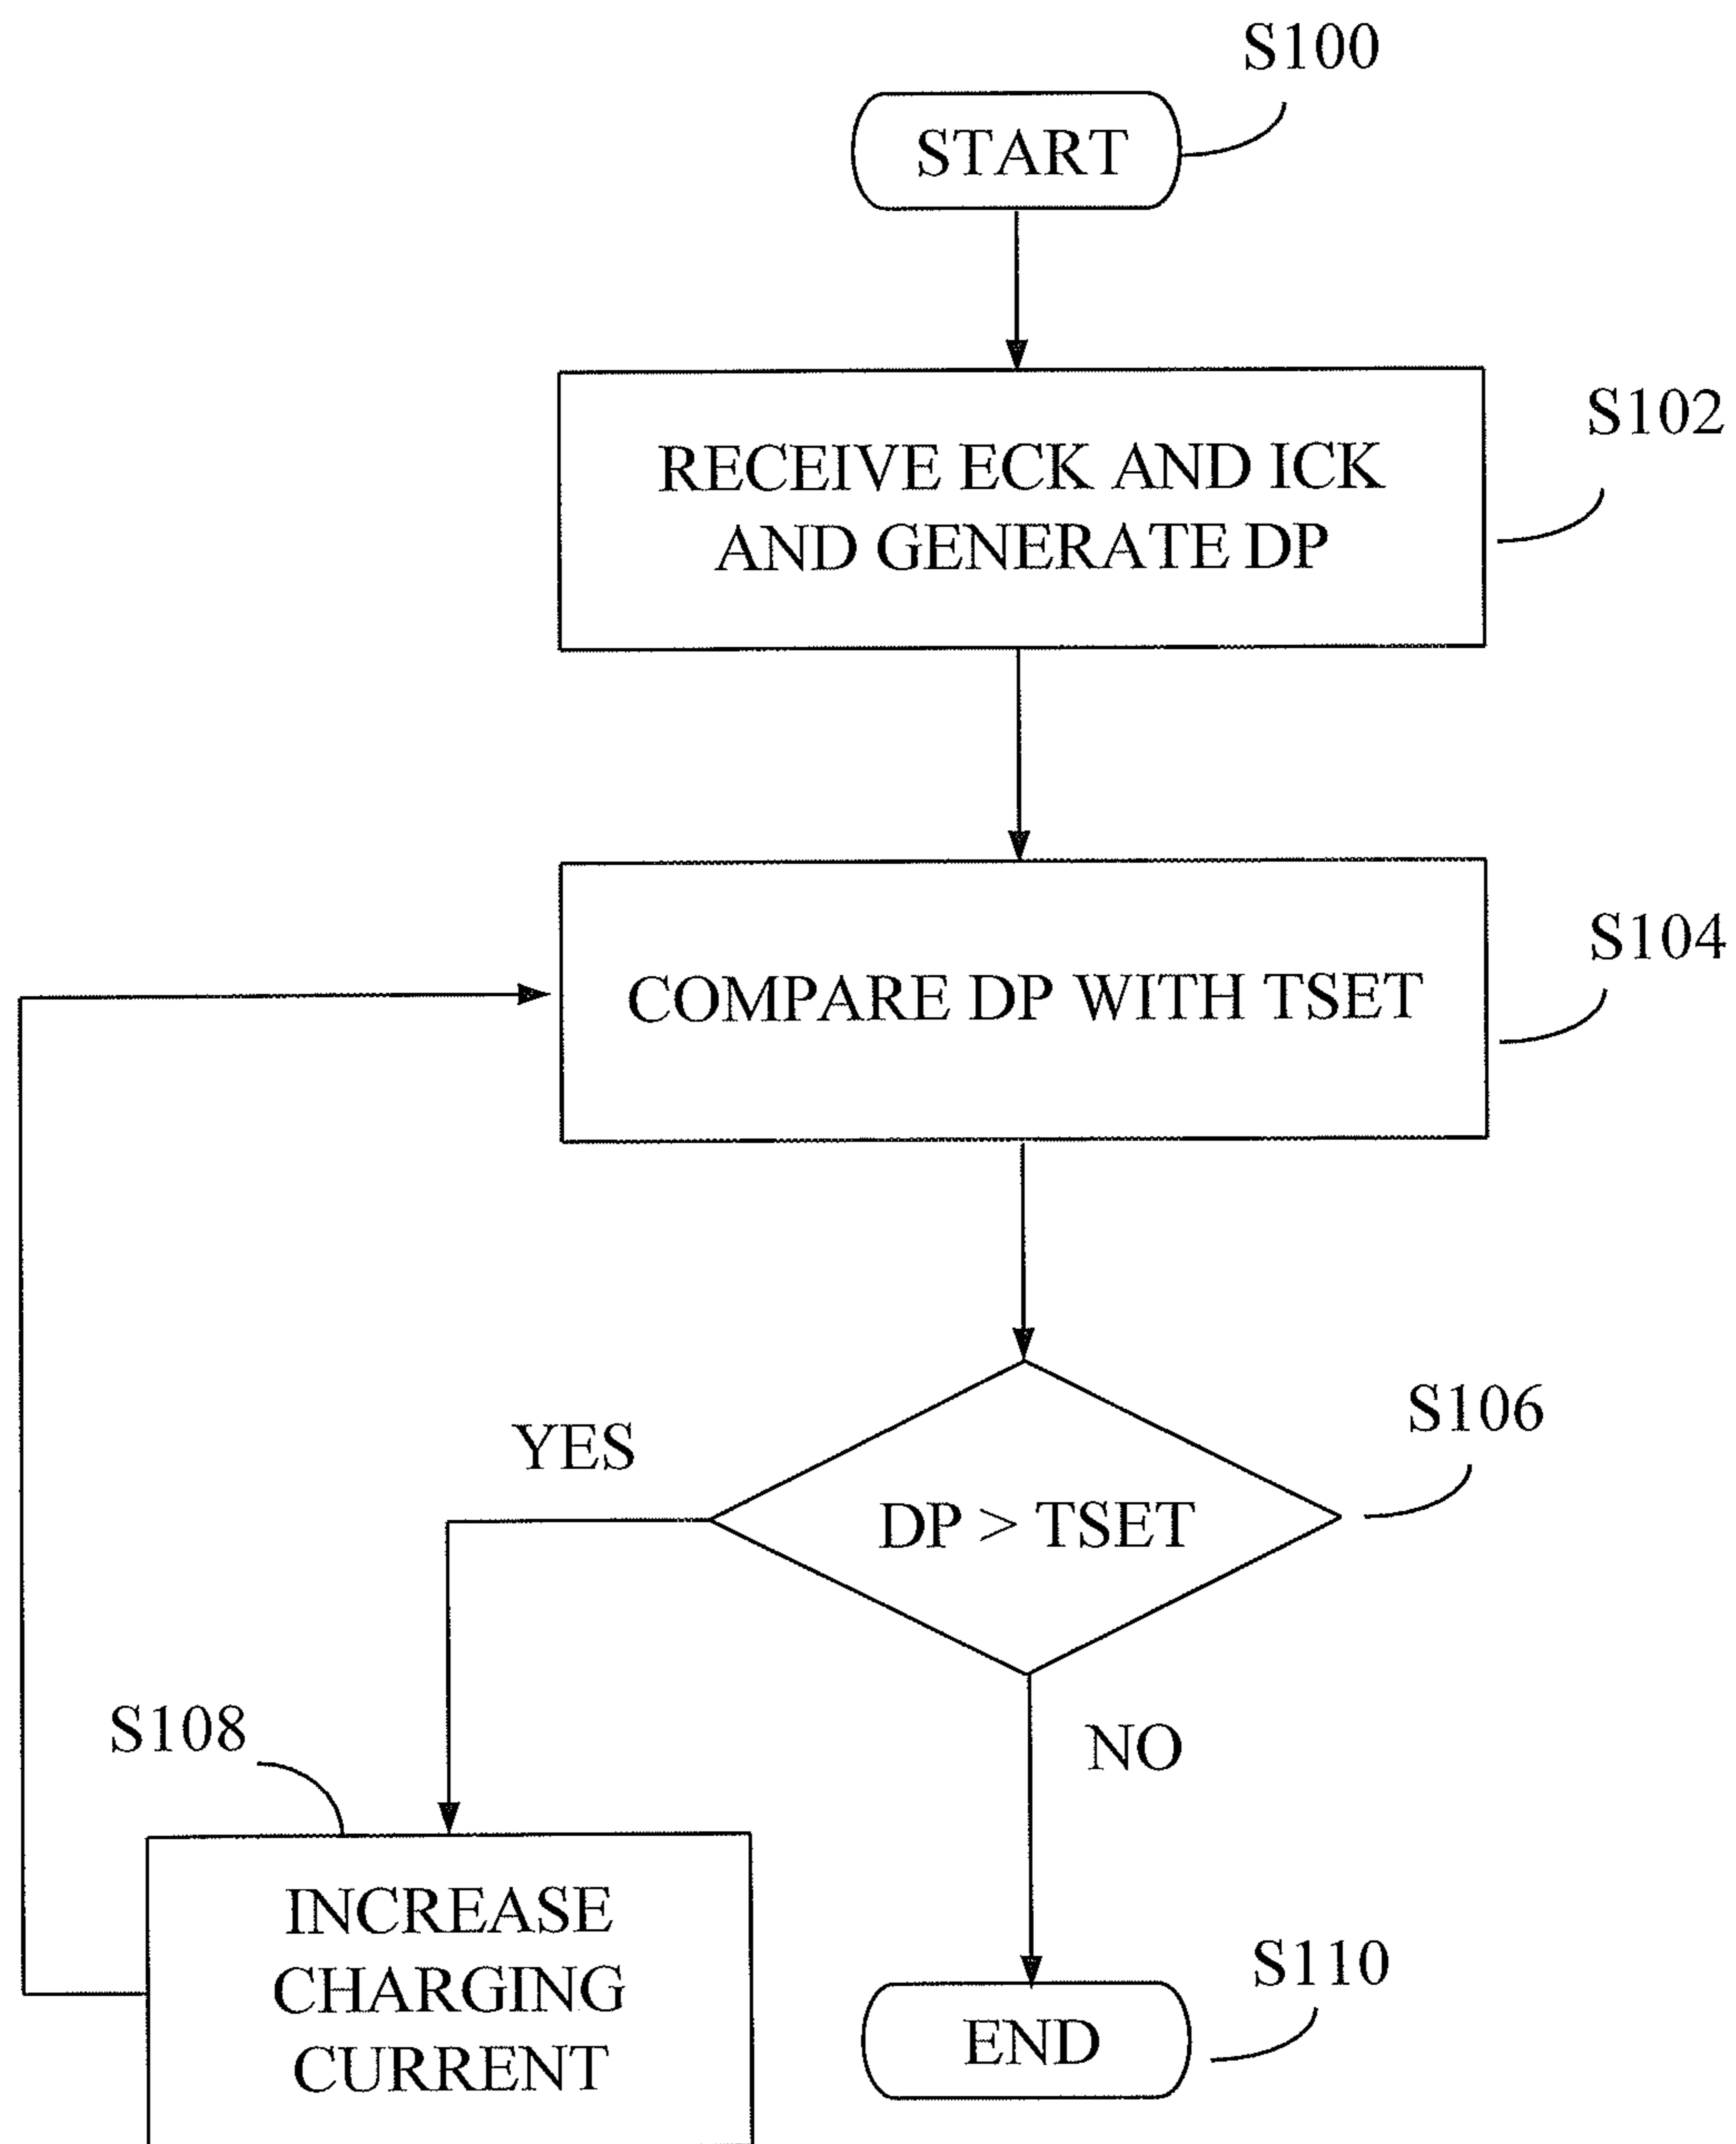 S100
START
S102
RECEIVE ECK AND ICK
AND GENERATE DP
S104
COMPARE DP WITH TSET
S106
YES
DP > TSET
S108
NO
INCREASE
CHARGING
CURRENT
S110
END